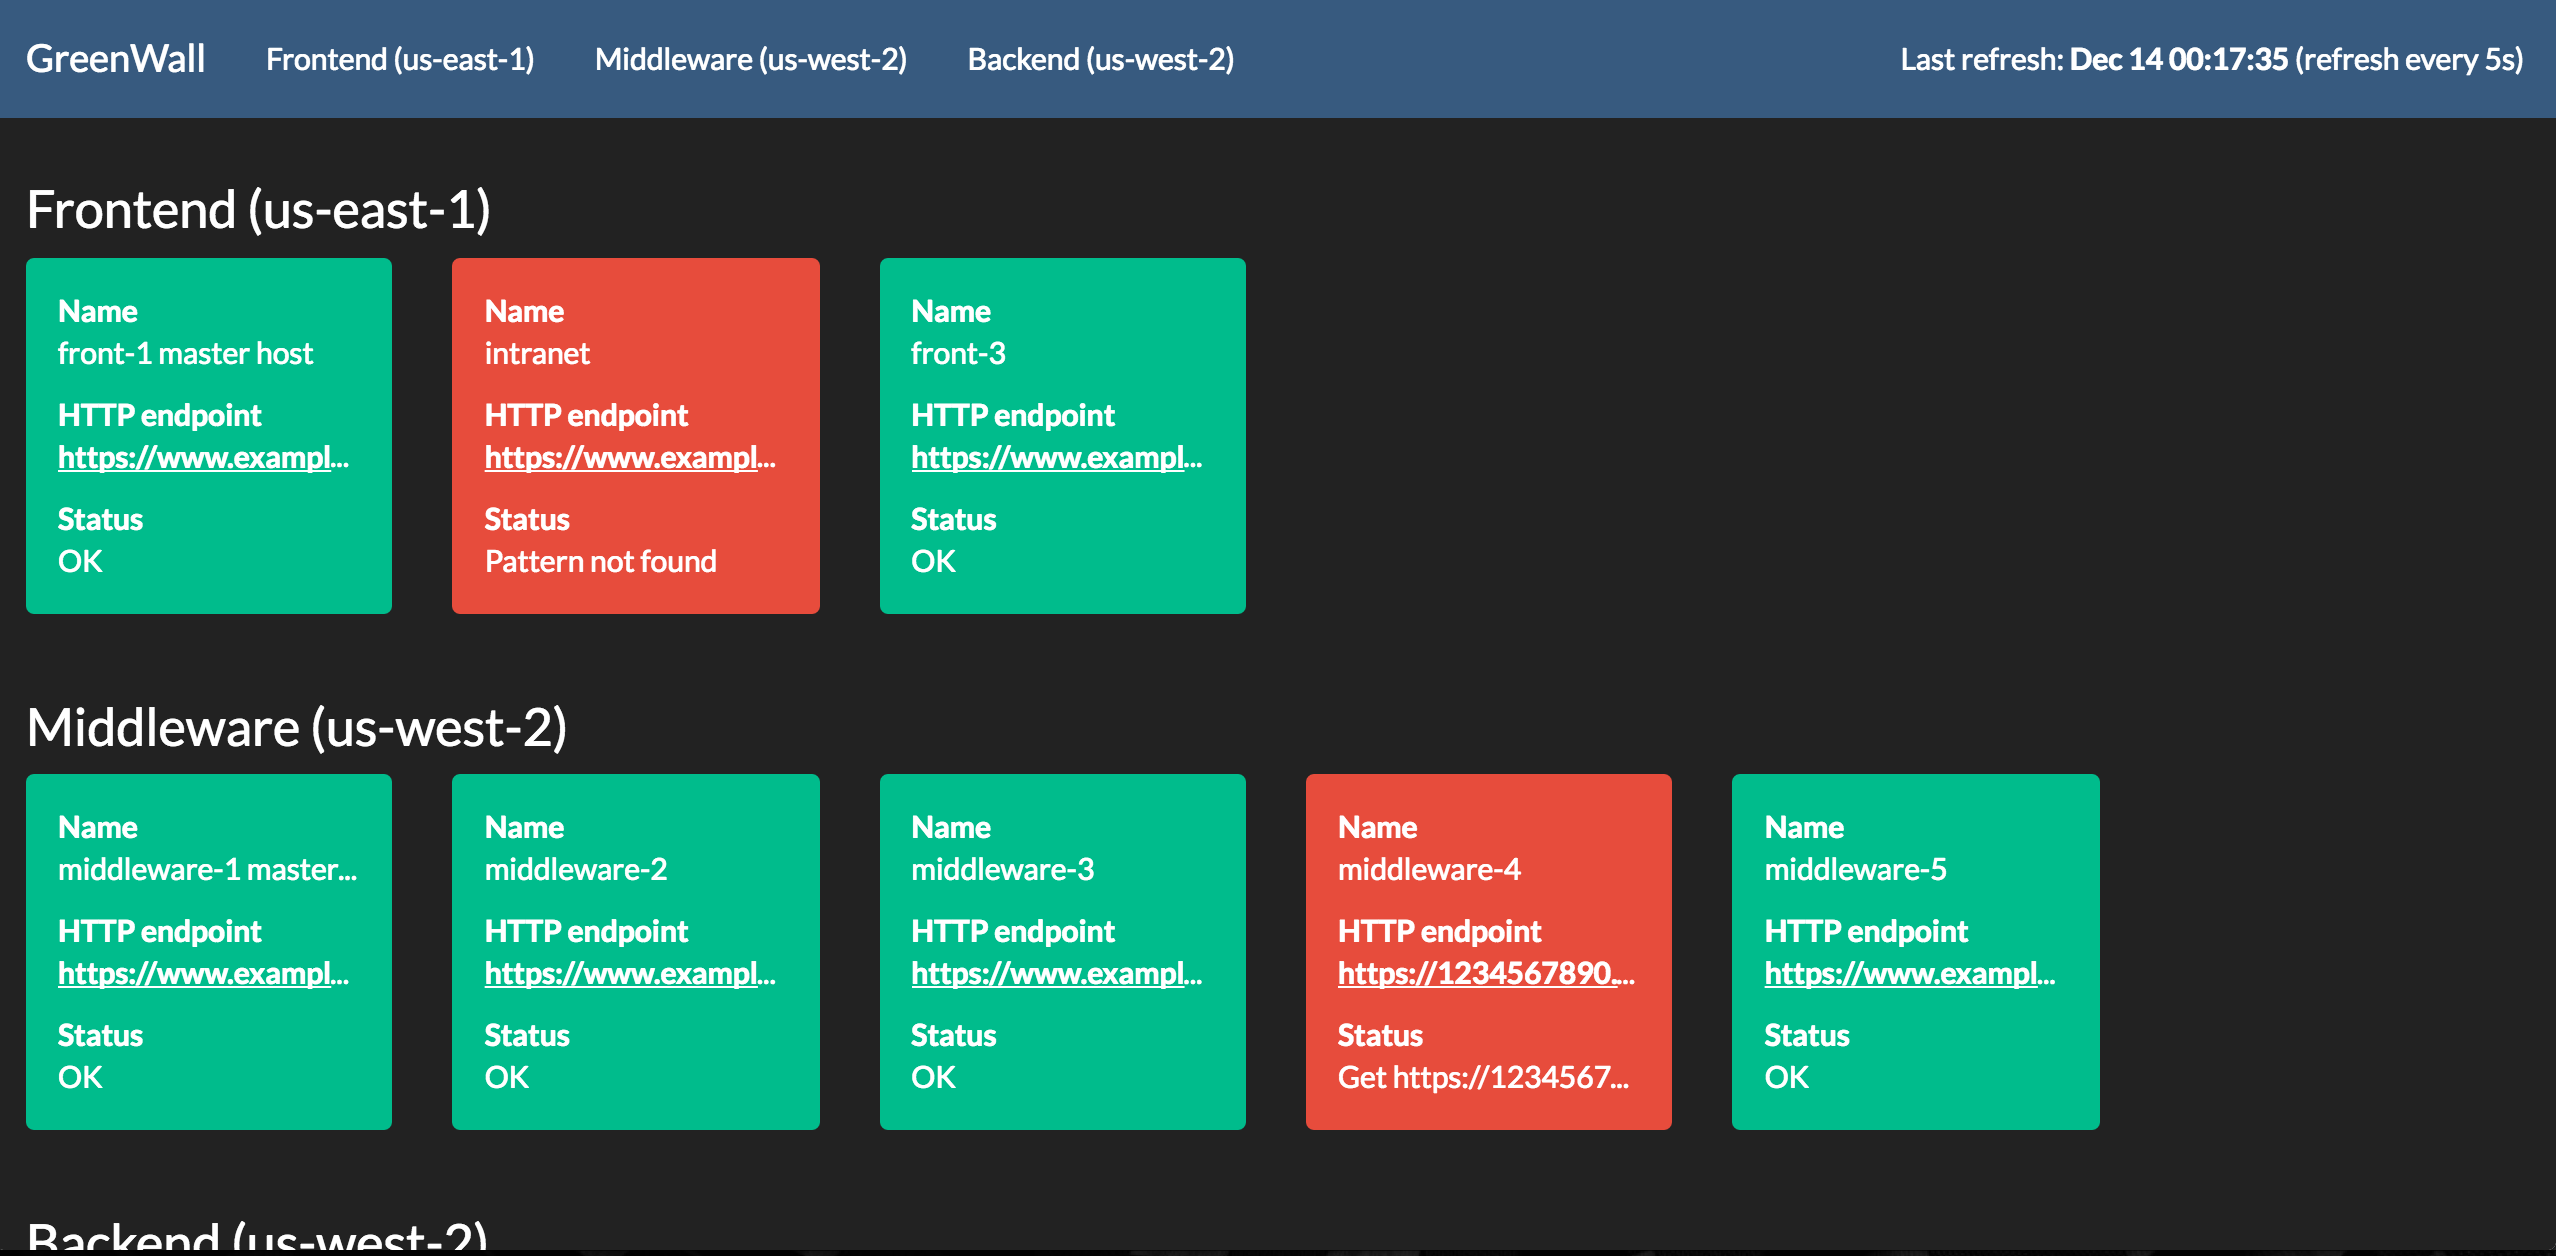 GreenWall Frontend (us-east-1) Middleware (us-west-2) Backend (us-west-2) Last refresh: Dec 14 00:17:35 (refresh every 5s)
Frontend (us-east-1)
Name
front-1 master host
HTTP endpoint
https://www.exampl...
Status
OK
Name
intranet
HTTP endpoint
https://www.exampl...
Status
Pattern not found
Name
front-3
HTTP endpoint
https://www.exampl...
Status
OK
Middleware (us-west-2)
Name
middleware-1 master...
HTTP endpoint
https://www.exampl...
Status
OK
Name
middleware-2
HTTP endpoint
https://www.exampl...
Status
OK
Name
middleware-3
HTTP endpoint
https://www.exampl...
Status
OK
Name
middleware-4
HTTP endpoint
https://1234567890....
Status
Get https://1234567...
Name
middleware-5
HTTP endpoint
https://www.exampl...
Status
OK
Backend (us-west-2)